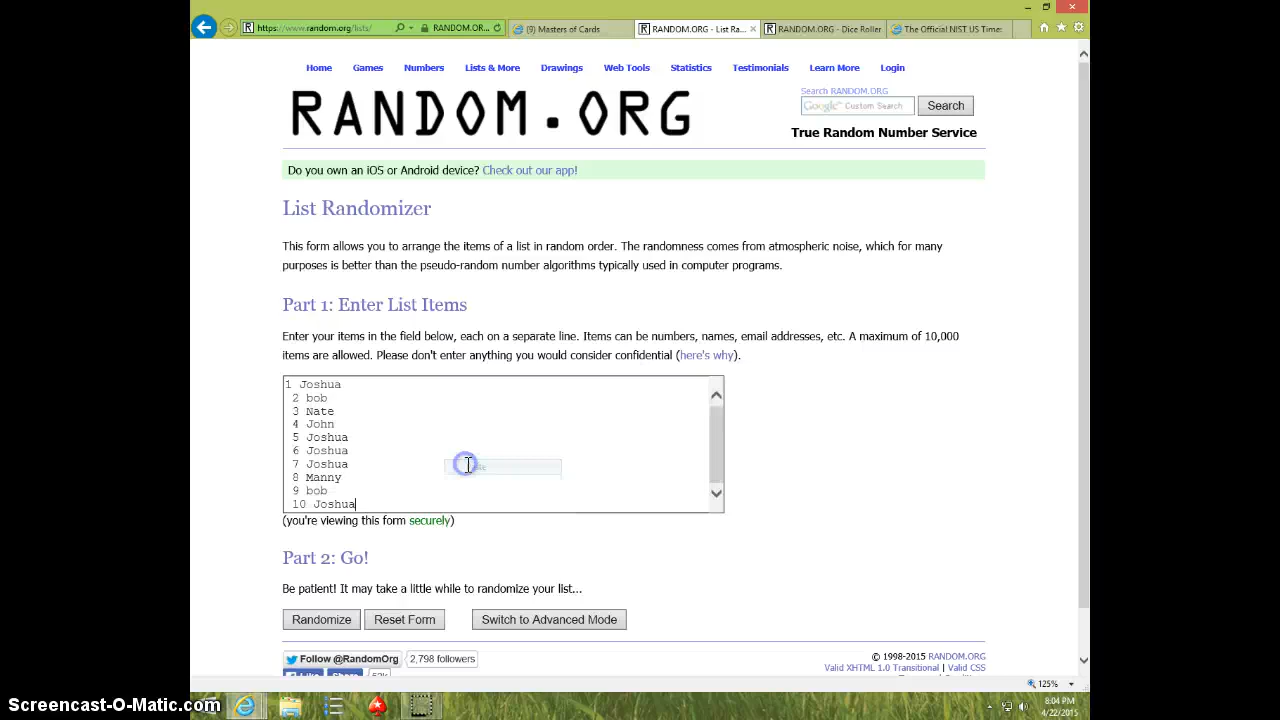 https://www.random.org/lists/
RANDOM.OR...
(9) Masters of Cards
RANDOM.ORG - List Ra...
RANDOM.ORG - Dice Roller
The Official NIST US Time:
Home
Games
Numbers
Lists & More
Drawings
Web Tools
Statistics
Testimonials
Learn More
Login
RANDOM.ORG
Search RANDOM.ORG
Google™ Custom Search
Search
True Random Number Service
Do you own an iOS or Android device? Check out our app!
List Randomizer
This form allows you to arrange the items of a list in random order. The randomness comes from atmospheric noise, which for many
purposes is better than the pseudo-random number algorithms typically used in computer programs.
Part 1: Enter List Items
Enter your items in the field below, each on a separate line. Items can be numbers, names, email addresses, etc. A maximum of 10,000
items are allowed. Please don't enter anything you would consider confidential (here's why).
1 Joshua
2 bob
3 Nate
4 John
5 Joshua
6 Joshua
7 Joshua
8 Manny
9 bob
10 Joshua
(you're viewing this form securely)
Part 2: Go!
Be patient! It may take a little while to randomize your list...
Randomize
Reset Form
Switch to Advanced Mode
Follow @RandomOrg
2,798 followers
© 1998-2015 RANDOM.ORG
Valid XHTML 1.0 Transitional | Valid CSS
125%
8:04 PM
4/22/2015
Screencast-O-Matic.com